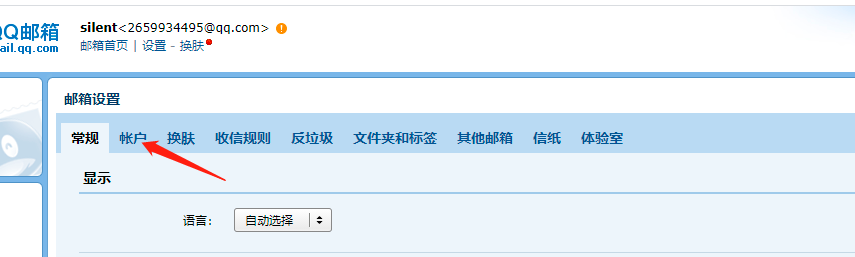 QQ邮箱
mail.qq.com
silent<2659934495@qq.com>
邮箱首页 | 设置 - 换肤
邮箱设置
常规 帐户 换肤 收信规则 反垃圾 文件夹和标签 其他邮箱 信纸 体验室
显示
语言： 自动选择